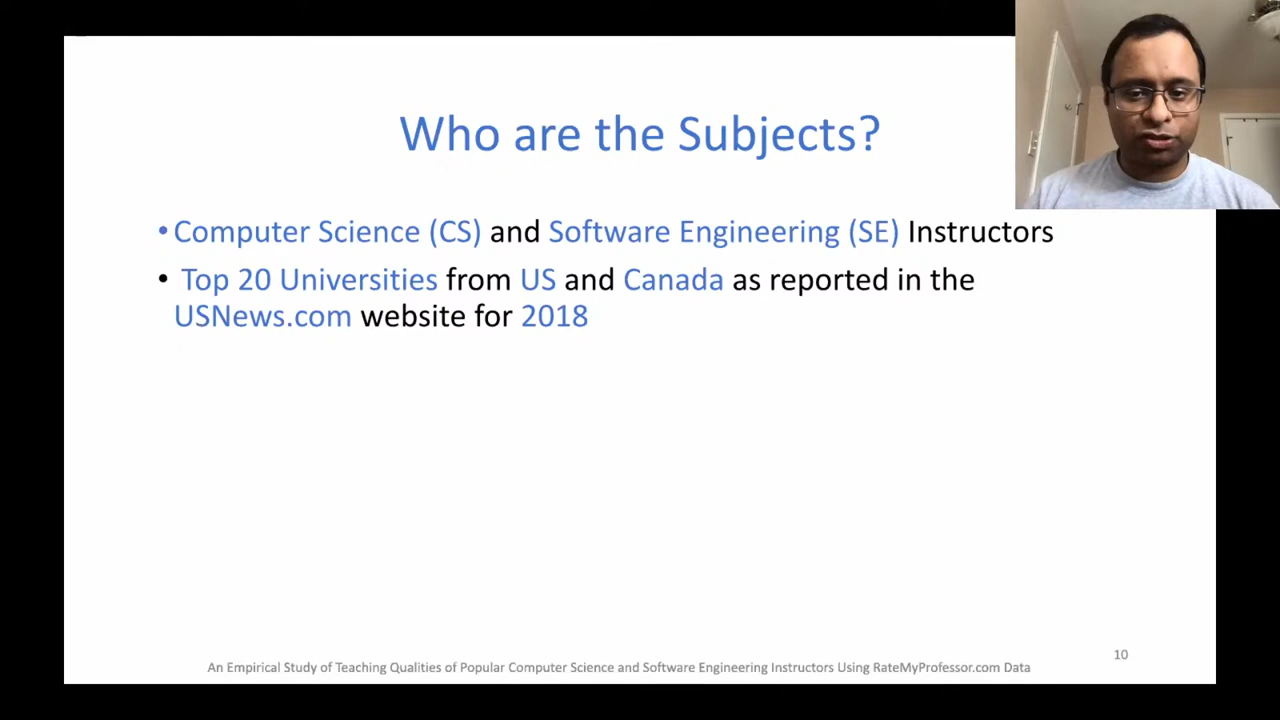 Who are the Subjects?
•Computer Science (CS) and Software Engineering (SE) Instructors
• Top 20 Universities from US and Canada as reported in the
USNews.com website for 2018
10
An Empirical Study of Teaching Qualities of Popular Computer Science and Software Engineering Instructors Using RateMyProfessor.com Data